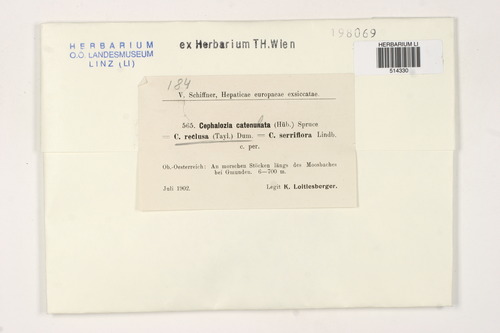 198069
HERBARIUM
O.Ö. LANDESMUSEUM
LINZ (LI)
ex Herbarium TH.Wien
HERBARIUM LI
514330
184
V. Schiffner, Hepaticae europaeae exsiccatae.
565. Cephalozia catenulata (Hüb.) Spruce
= C. reclusa (Tayl.) Dum. = C. serriflora Lindb.
c. per.
Ob.-Oesterreich: An morschen Stöcken längs des Moosbaches
bei Gmunden. 6—700 m.
Juli 1902.
Legit K. Loitlesberger.